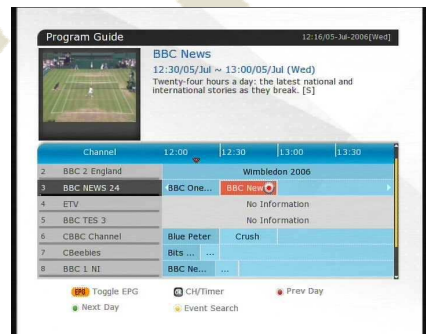 Program Guide 12:16/05-Jul-2006[Wed]
BBC News
12:30/05/Jul ~ 13:00/05/Jul (Wed)
Twenty-four hours a day: the latest national and
international stories as they break. [S]
Channel 12:00 12:30 13:00 13:30
2 BBC 2 England Wimbledon 2006
3 BBC NEWS 24 BBC One... BBC New
4 ETV No Information
5 BBC TES 3 No Information
6 CBBC Channel Blue Peter Crush
7 CBeebies Bits ... ...
8 BBC 1 NI BBC Ne... ...
EPG Toggle EPG CH/Timer Prev Day
Next Day Event Search